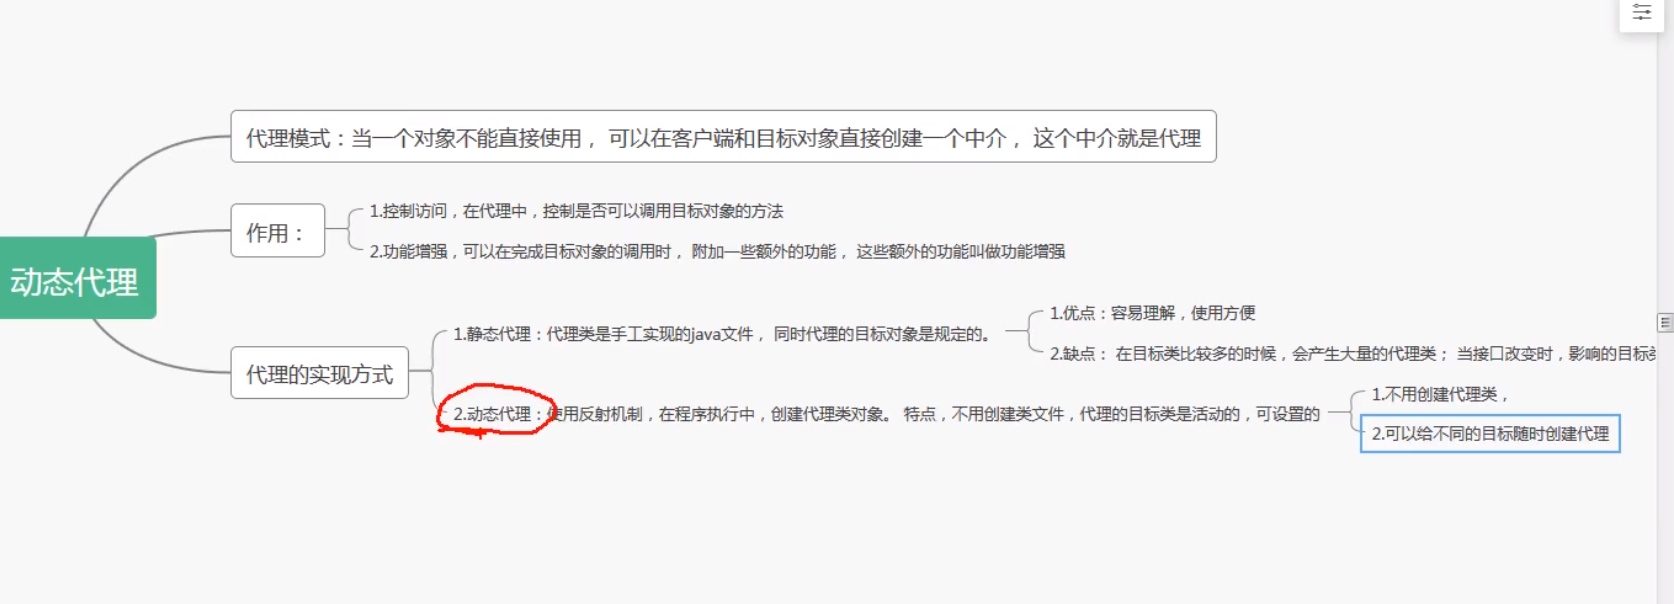 代理模式：当一个对象不能直接使用， 可以在客户端和目标对象直接创建一个中介， 这个中介就是代理
作用：
1.控制访问，在代理中，控制是否可以调用目标对象的方法
2.功能增强，可以在完成目标对象的调用时， 附加一些额外的功能， 这些额外的功能叫做功能增强
动态代理
代理的实现方式
1.静态代理：代理类是手工实现的java文件， 同时代理的目标对象是规定的。
1.优点：容易理解，使用方便
2.缺点： 在目标类比较多的时候，会产生大量的代理类； 当接口改变时，影响的目标
2.动态代理：使用反射机制，在程序执行中，创建代理类对象。 特点，不用创建类文件，代理的目标类是活动的，可设置的
1.不用创建代理类，
2.可以给不同的目标随时创建代理